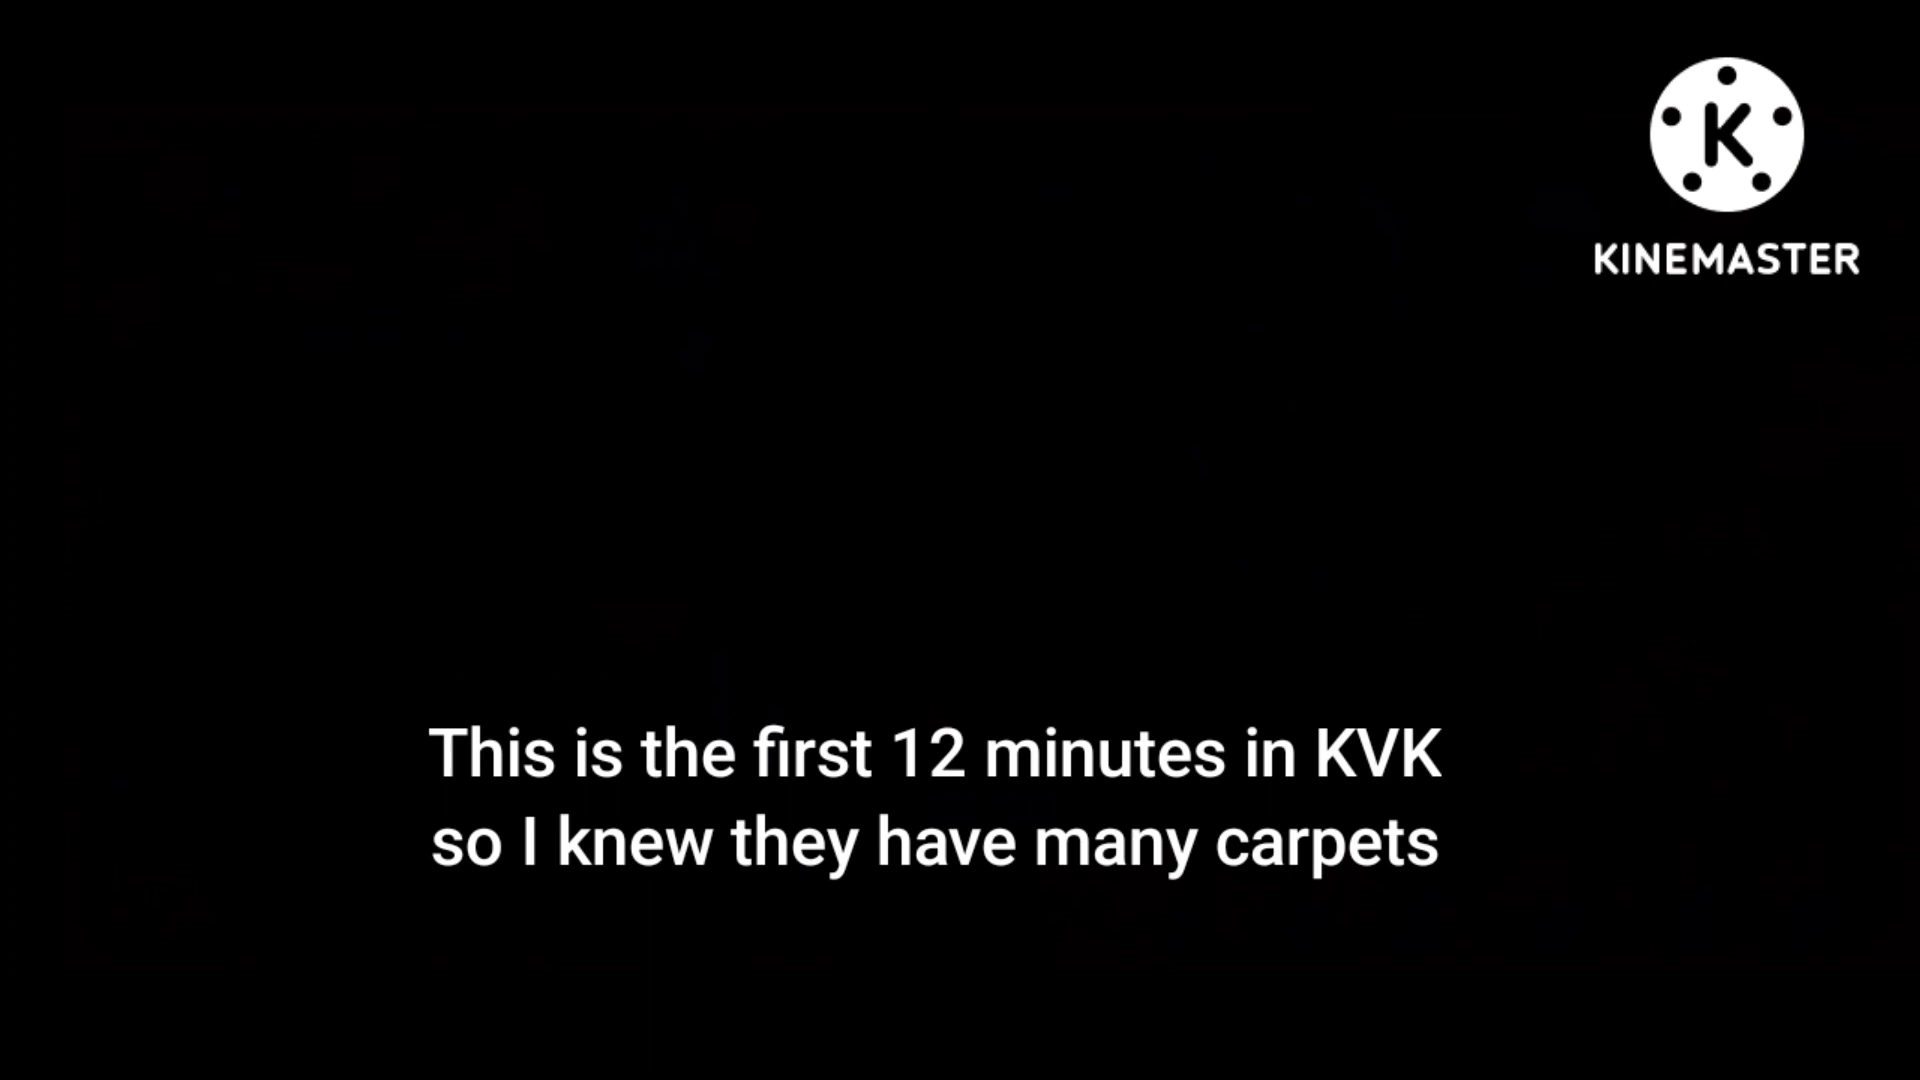 K
KINEMASTER
This is the first 12 minutes in KVK
so I knew they have many carpets